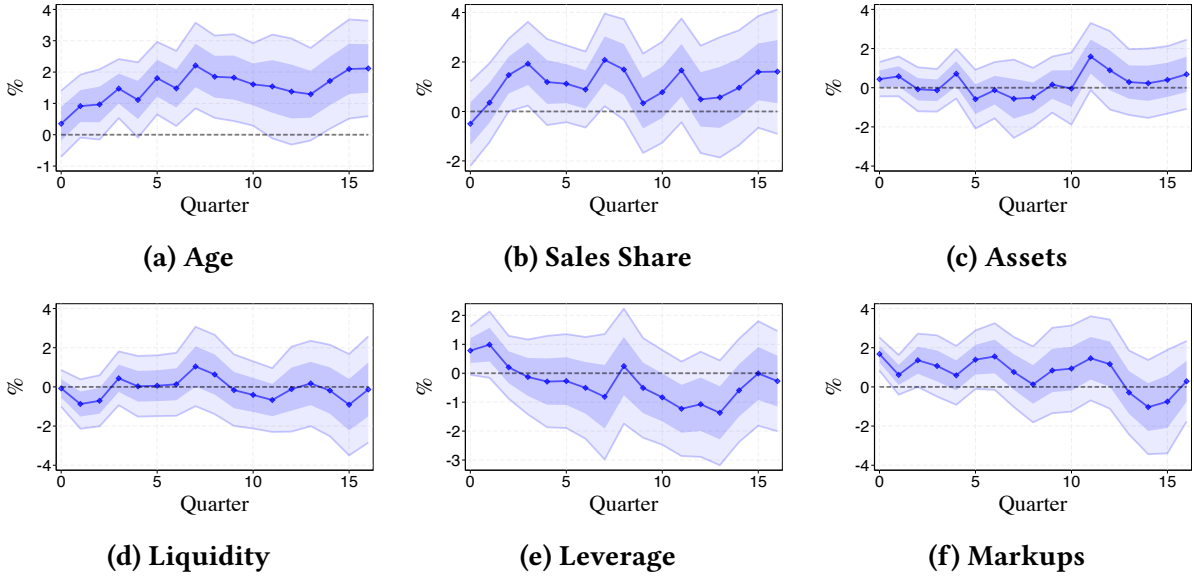 4
3
2
1
0
-1
%
0 5 10 15
Quarter
(a) Age
4
2
0
-2
%
0 5 10 15
Quarter
(b) Sales Share
4
2
0
-2
-4
%
0 5 10 15
Quarter
(c) Assets
4
2
0
-2
-4
%
0 5 10 15
Quarter
(d) Liquidity
2
1
0
-1
-2
-3
%
0 5 10 15
Quarter
(e) Leverage
4
2
0
-2
-4
%
0 5 10 15
Quarter
(f) Markups